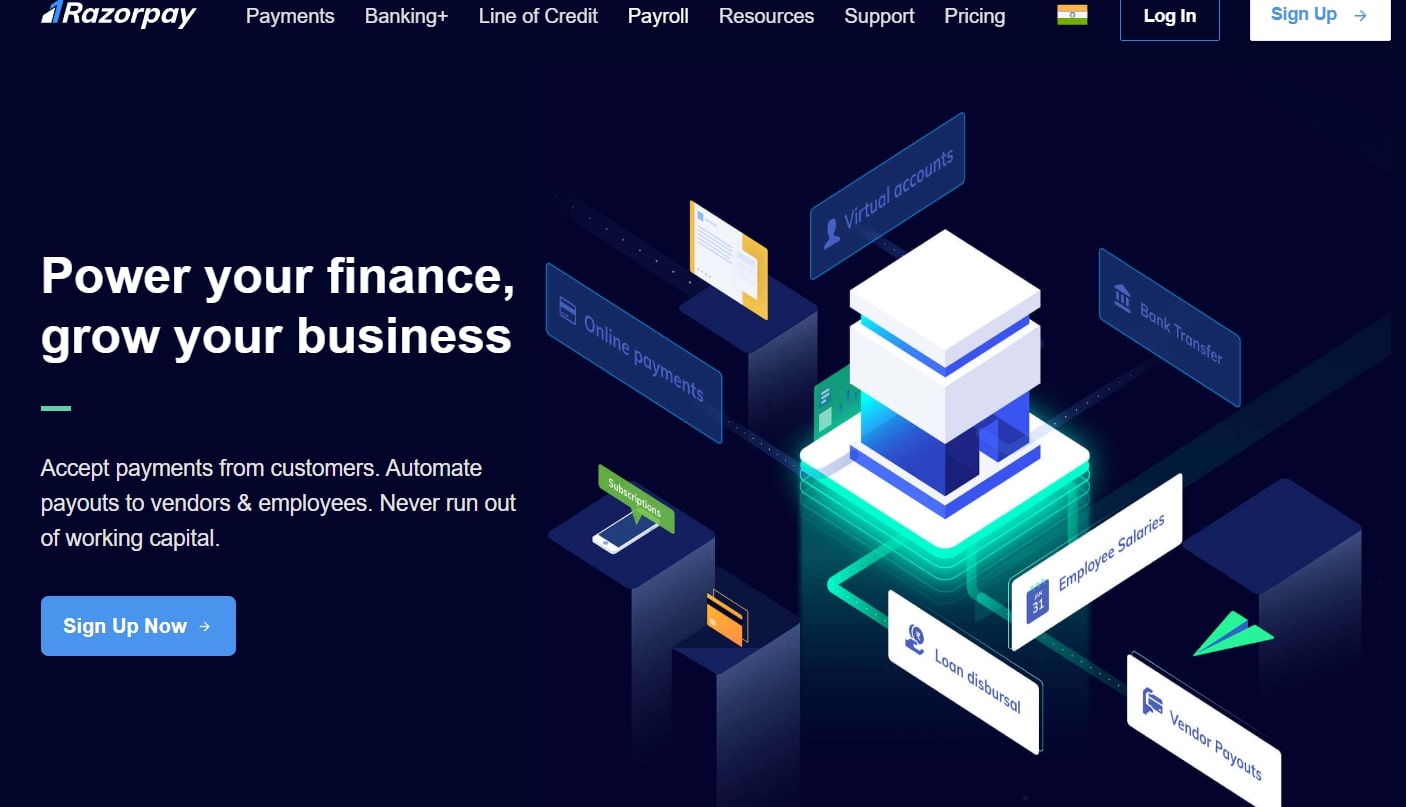 Razorpay
Payments
Banking+
Line of Credit
Payroll
Resources
Support
Pricing
Log In
Sign Up →
Power your finance,
grow your business
Accept payments from customers. Automate
payouts to vendors & employees. Never run out
of working capital.
Sign Up Now →
Virtual accounts
Online payments
Bank Transfer
Subscriptions
JAN
31
Employee Salaries
₹
Loan disbursal
Vendor Payouts